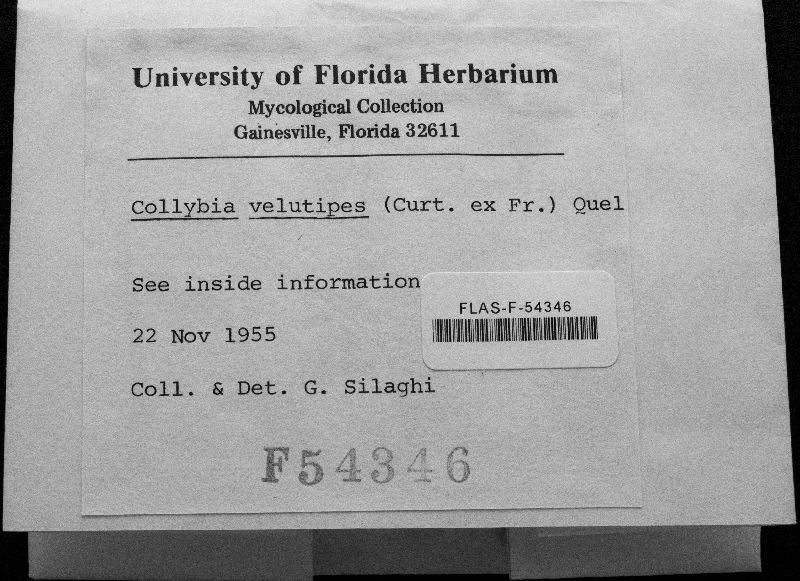 University of Florida Herbarium
Mycological Collection
Gainesville, Florida 32611
Collybia velutipes (Curt. ex Fr.) Quel
See inside information
FLAS-F-54346
22 Nov 1955
Coll. & Det. G. Silaghi
F54346